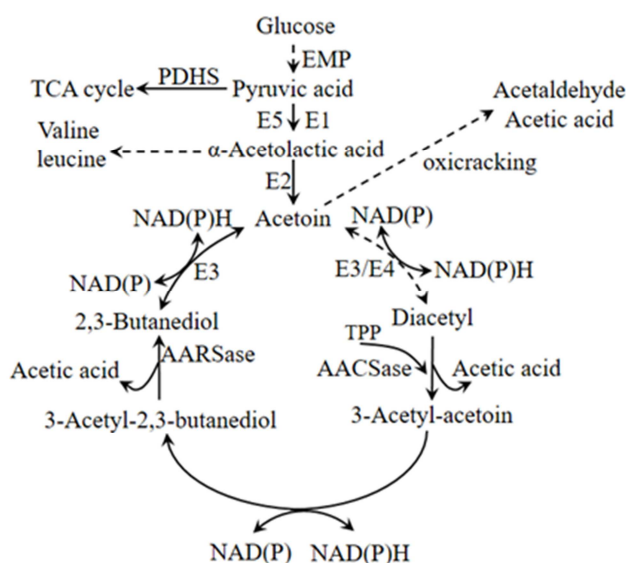 Glucose
EMP
TCA cycle
PDHS
Pyruvic acid
Acetaldehyde
Acetic acid
E5
E1
Valine
leucine
α-Acetolactic acid
oxicracking
E2
NAD(P)H
Acetoin
NAD(P)
E3
E3/E4
NAD(P)H
NAD(P)
2,3-Butanediol
Diacetyl
TPP
AARSase
Acetic acid
AACSase
Acetic acid
3-Acetyl-2,3-butanediol
3-Acetyl-acetoin
NAD(P)
NAD(P)H